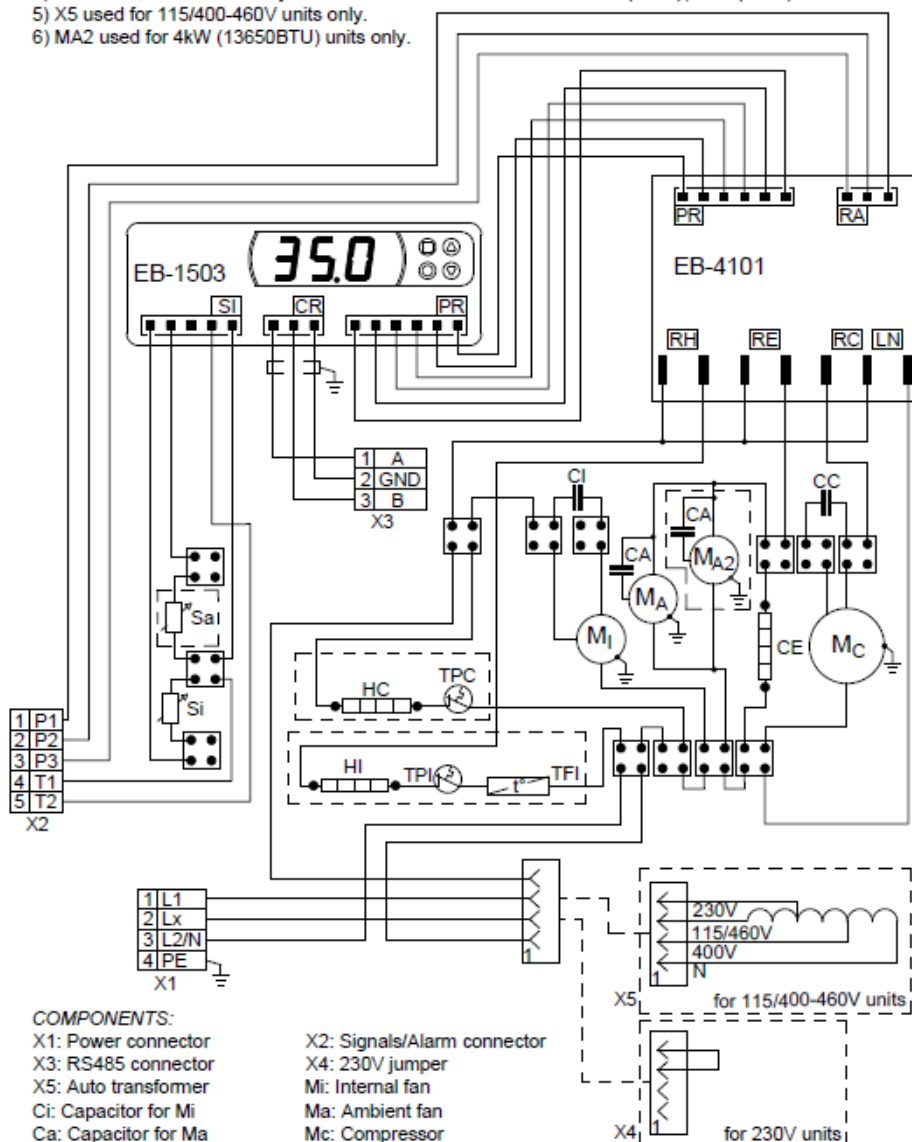 5) X5 used for 115/400-460V units only.
6) MA2 used for 4kW (13650BTU) units only.
PR
RA
EB-4101
EB-1503
35.0
SI
CR
PR
RH
RE
RC
LN
1 A
2 GND
3 B
X3
CI
CC
CA
CA
MA2
MA
MI
CE
MC
Sa
Si
HC
TPC
HI
TPI
t°
TFI
1 P1
2 P2
3 P3
4 T1
5 T2
X2
1 L1
2 Lx
3 L2/N
4 PE
X1
1
230V
115/460V
400V
N
1
X5
for 115/400-460V units
1
X4
for 230V units
COMPONENTS:
X1: Power connector
X2: Signals/Alarm connector
X3: RS485 connector
X4: 230V jumper
X5: Auto transformer
Mi: Internal fan
Ci: Capacitor for Mi
Ma: Ambient fan
Ca: Capacitor for Ma
Mc: Compressor